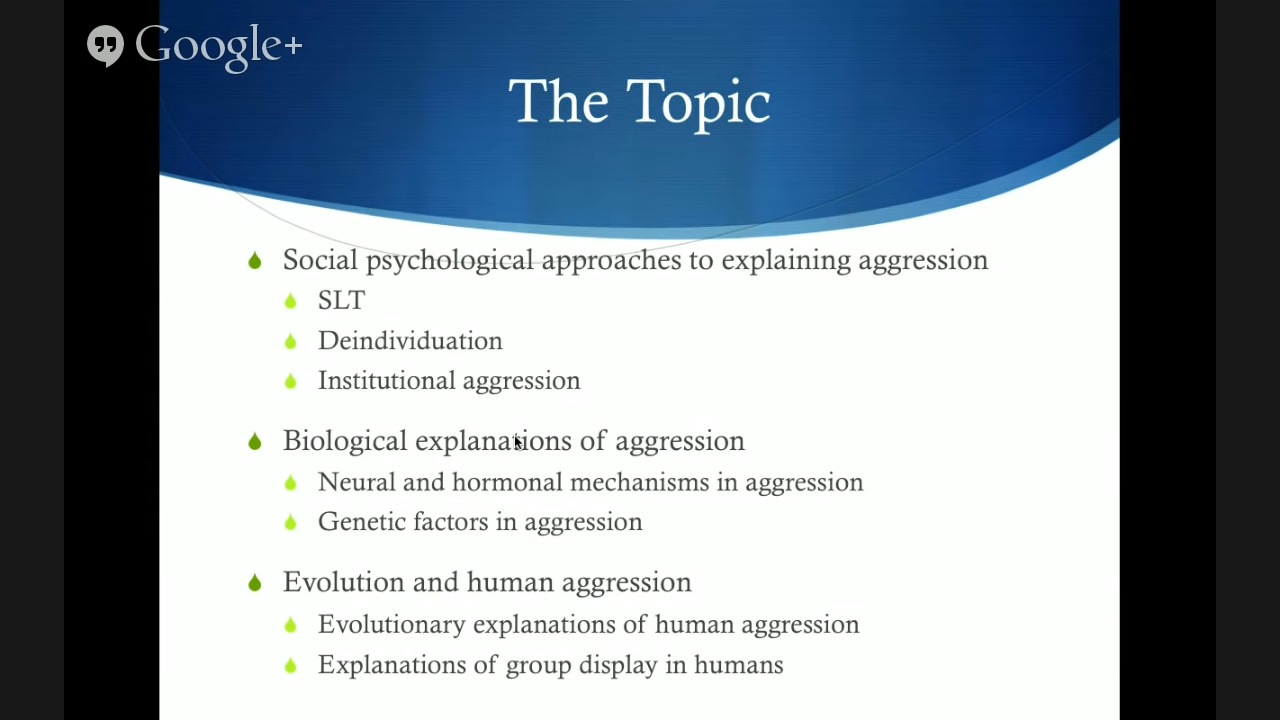 Google+
The Topic
Social psychological approaches to explaining aggression
SLT
Deindividuation
Institutional aggression
Biological explanations of aggression
Neural and hormonal mechanisms in aggression
Genetic factors in aggression
Evolution and human aggression
Evolutionary explanations of human aggression
Explanations of group display in humans